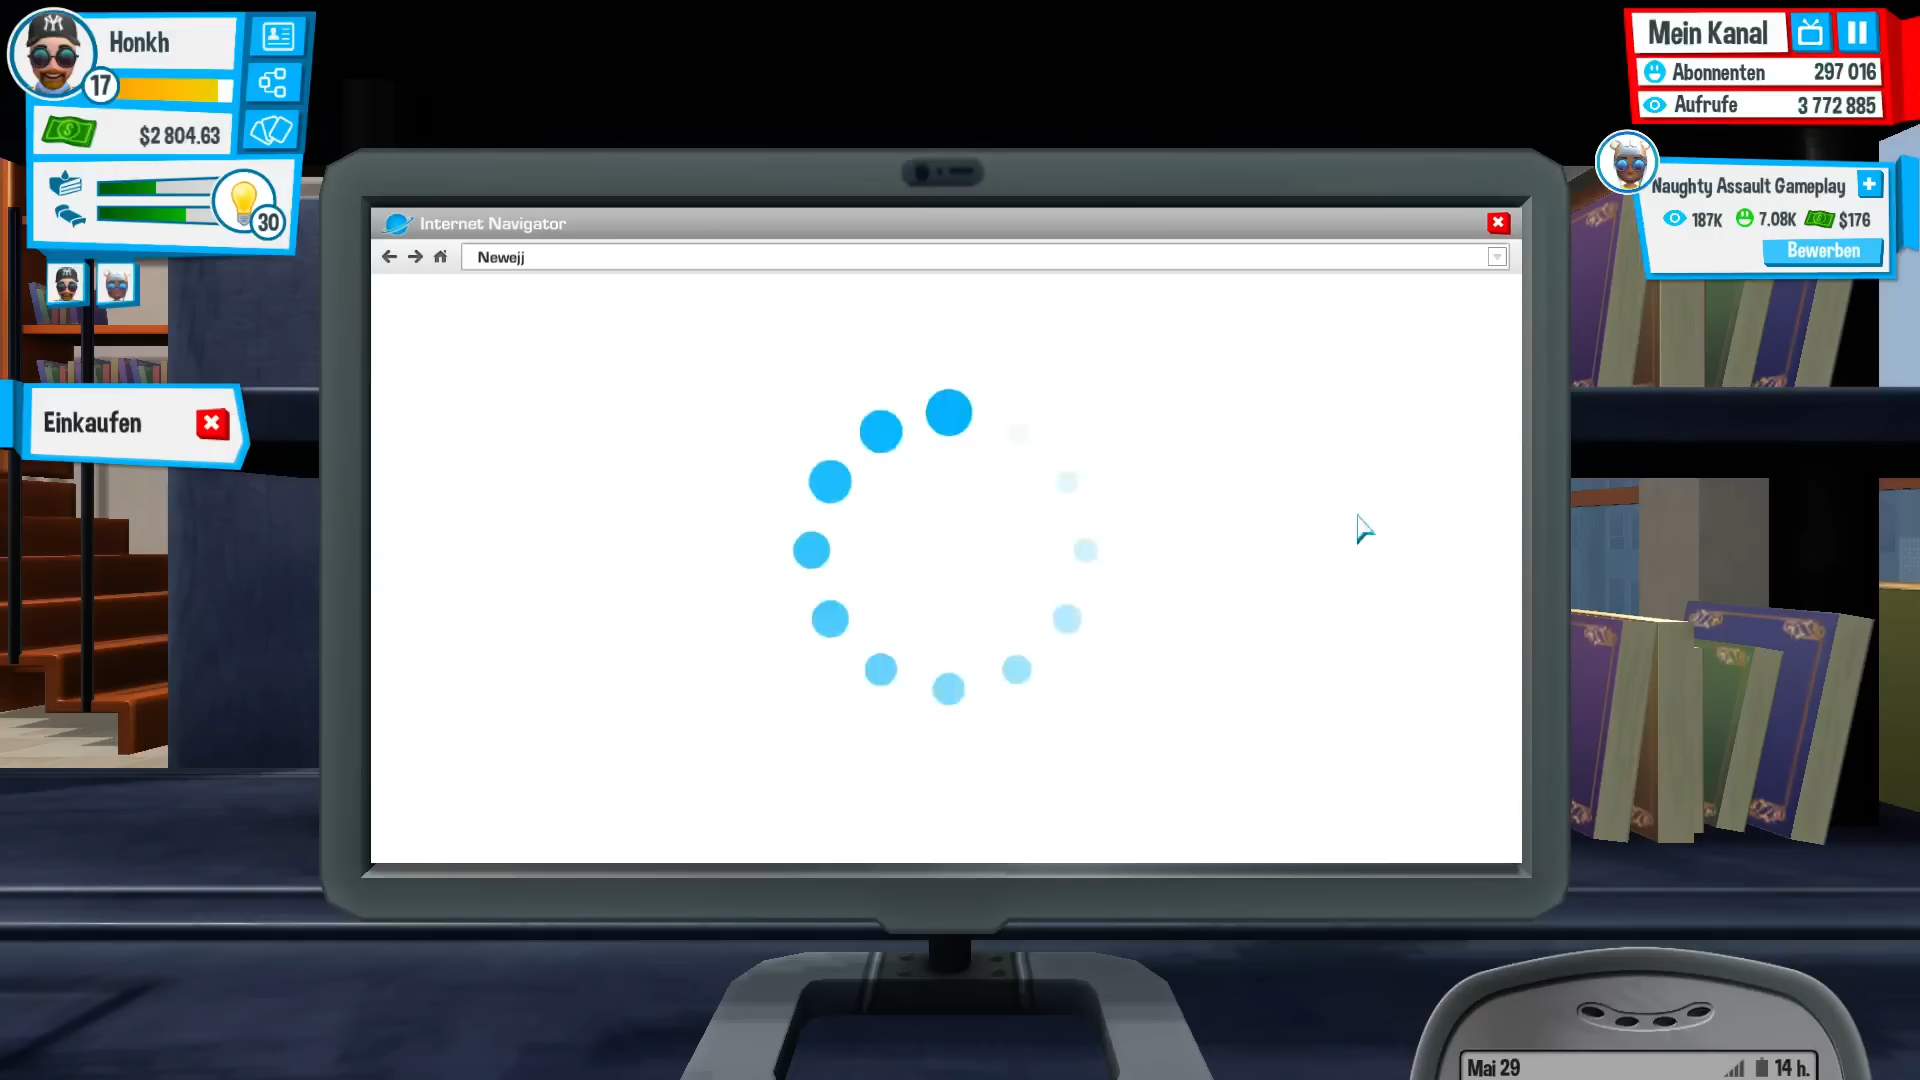 Honkh
17
$2 804.63
30
Einkaufen
Internet Navigator
Newejj
Mein Kanal
Abonnenten 297 016
Aufrufe 3 772 885
Naughty Assault Gameplay
187K 7.08K $176
Bewerben
Mai 29 14 h.